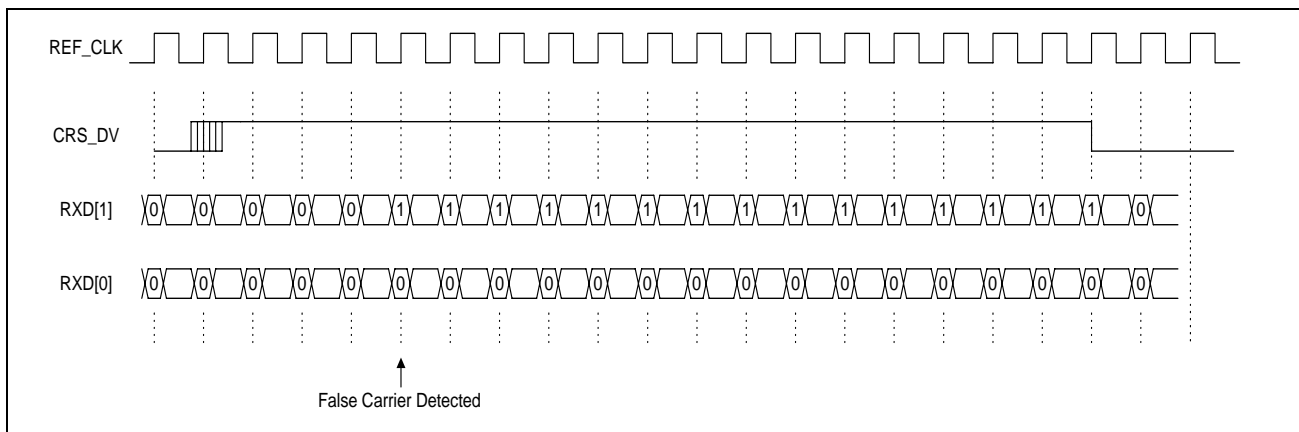 REF_CLK
CRS_DV
RXD[1] 0 0 0 0 0 1 1 1 1 1 1 1 1 1 1 1 1 1 1 1 0
RXD[0] 0 0 0 0 0 0 0 0 0 0 0 0 0 0 0 0 0 0 0 0 0
False Carrier Detected